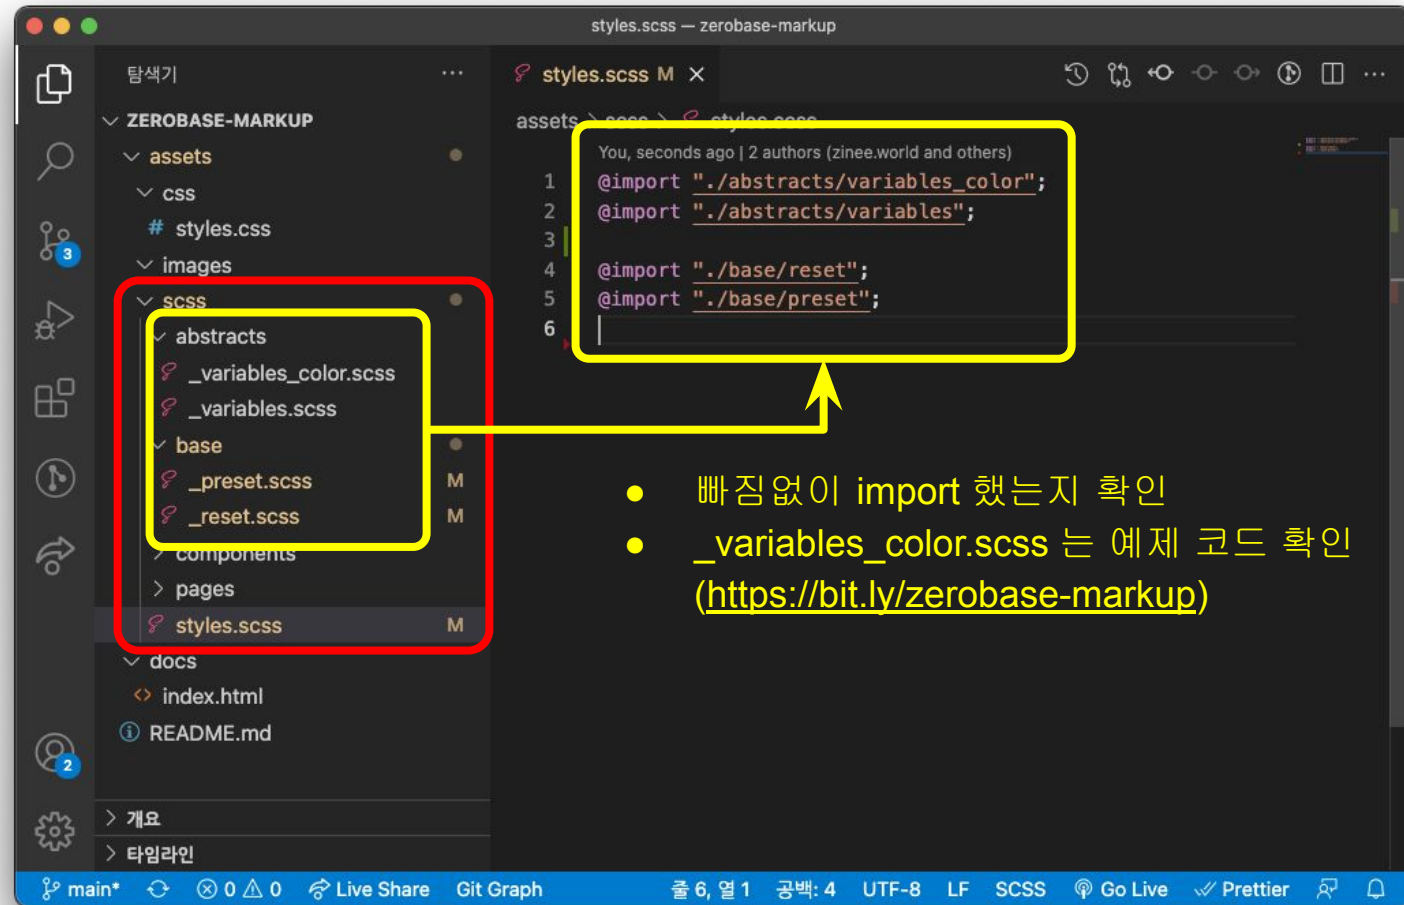 styles.scss — zerobase-markup
탐색기 ···
ZEROBASE-MARKUP
assets
css
# styles.css
images
scss
abstracts
_variables_color.scss
_variables.scss
base
_preset.scss M
_reset.scss M
components
pages
styles.scss M
docs
index.html
README.md
개요
타임라인
3
2
styles.scss M
assets > scss > styles.scss
You, seconds ago | 2 authors (zinee.world and others)
1 @import "./abstracts/variables_color";
2 @import "./abstracts/variables";
3
4 @import "./base/reset";
5 @import "./base/preset";
6
● 빠짐없이 import 했는지 확인
● _variables_color.scss 는 예제 코드 확인
(https://bit.ly/zerobase-markup)
main* 0 0 Live Share Git Graph 줄 6, 열 1 공백: 4 UTF-8 LF SCSS Go Live Prettier